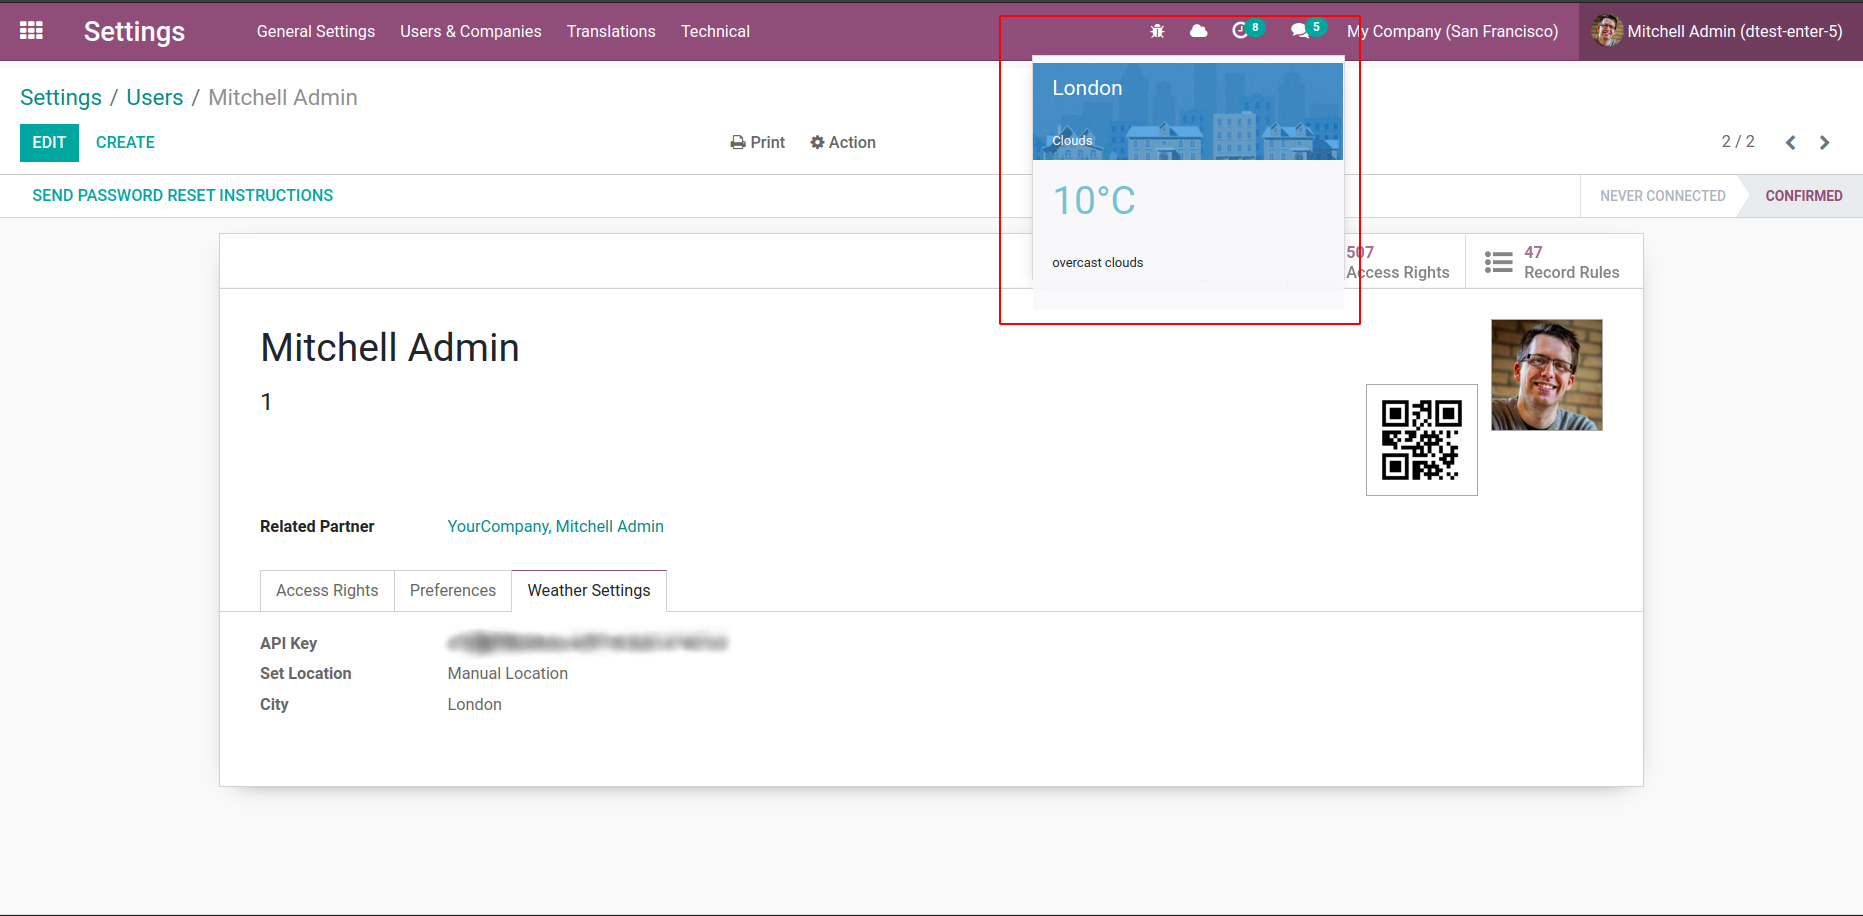 Settings General Settings Users & Companies Translations Technical 8 5 My Company (San Francisco) Mitchell Admin (dtest-enter-5)
Settings / Users / Mitchell Admin
London
EDIT CREATE Print Action 2 / 2
Clouds
SEND PASSWORD RESET INSTRUCTIONS NEVER CONNECTED CONFIRMED
10°C
507 Access Rights
47 Record Rules
overcast clouds
Mitchell Admin
1
Related Partner YourCompany, Mitchell Admin
Access Rights Preferences Weather Settings
API Key
Set Location Manual Location
City London